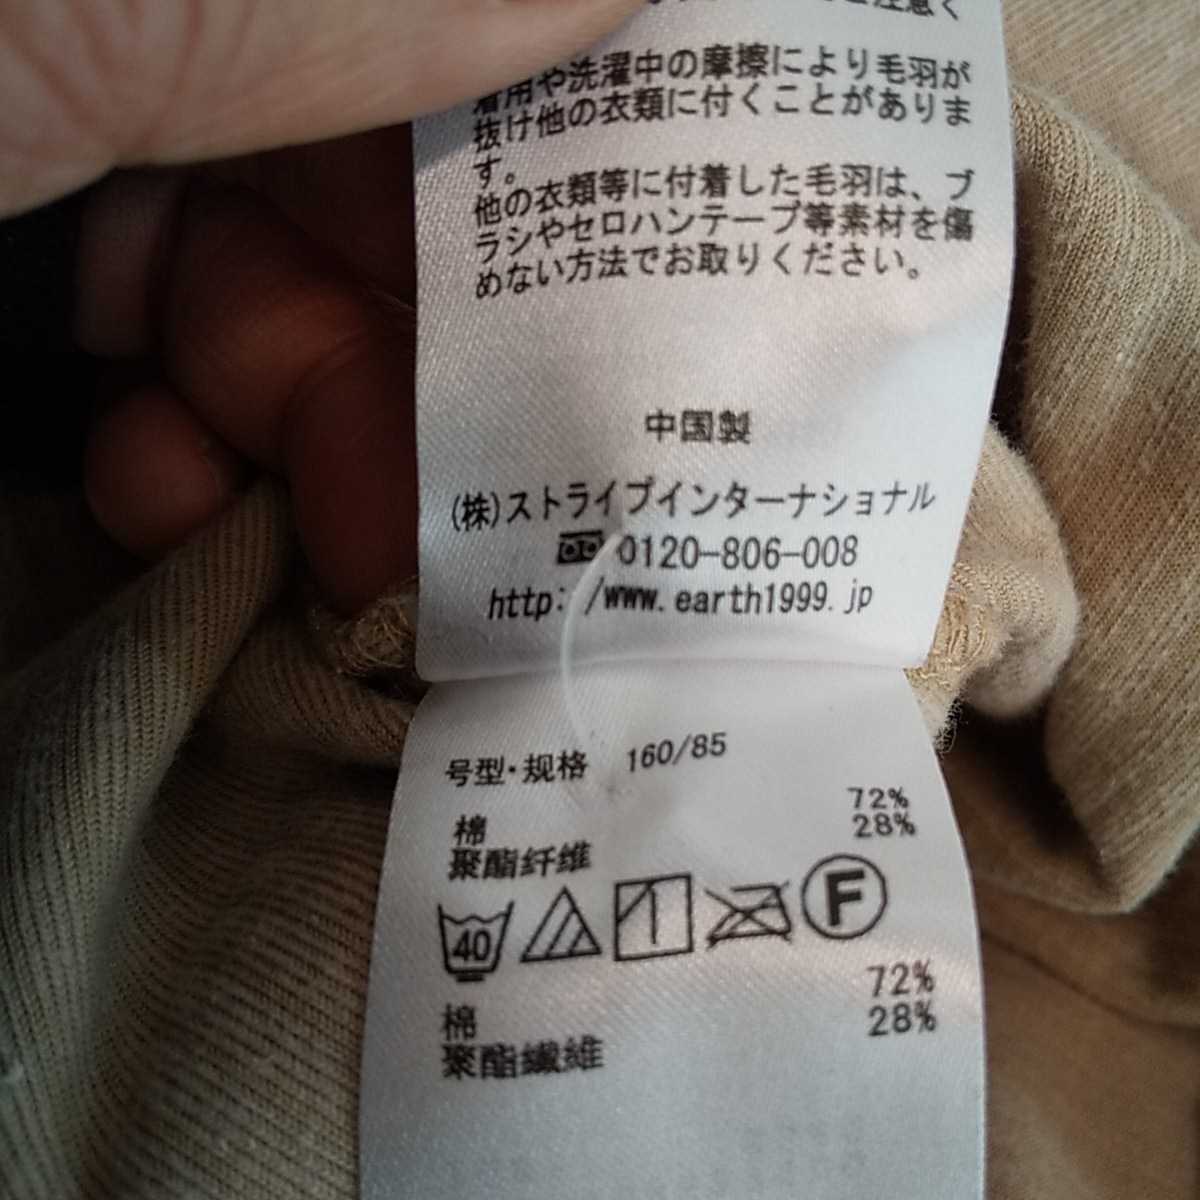 着用や洗濯中の摩擦により毛羽が
抜け他の衣類に付くことがありま
す。
他の衣類等に付着した毛羽は、ブ
ラシやセロハンテープ等素材を傷
めない方法でお取りください。
中国製
(株)ストライプインターナショナル
0120-806-008
http://www.earth1999.jp
号型·规格 160/85
棉 72%
聚酯纤维 28%
40
F
棉 72%
聚酯纖維 28%